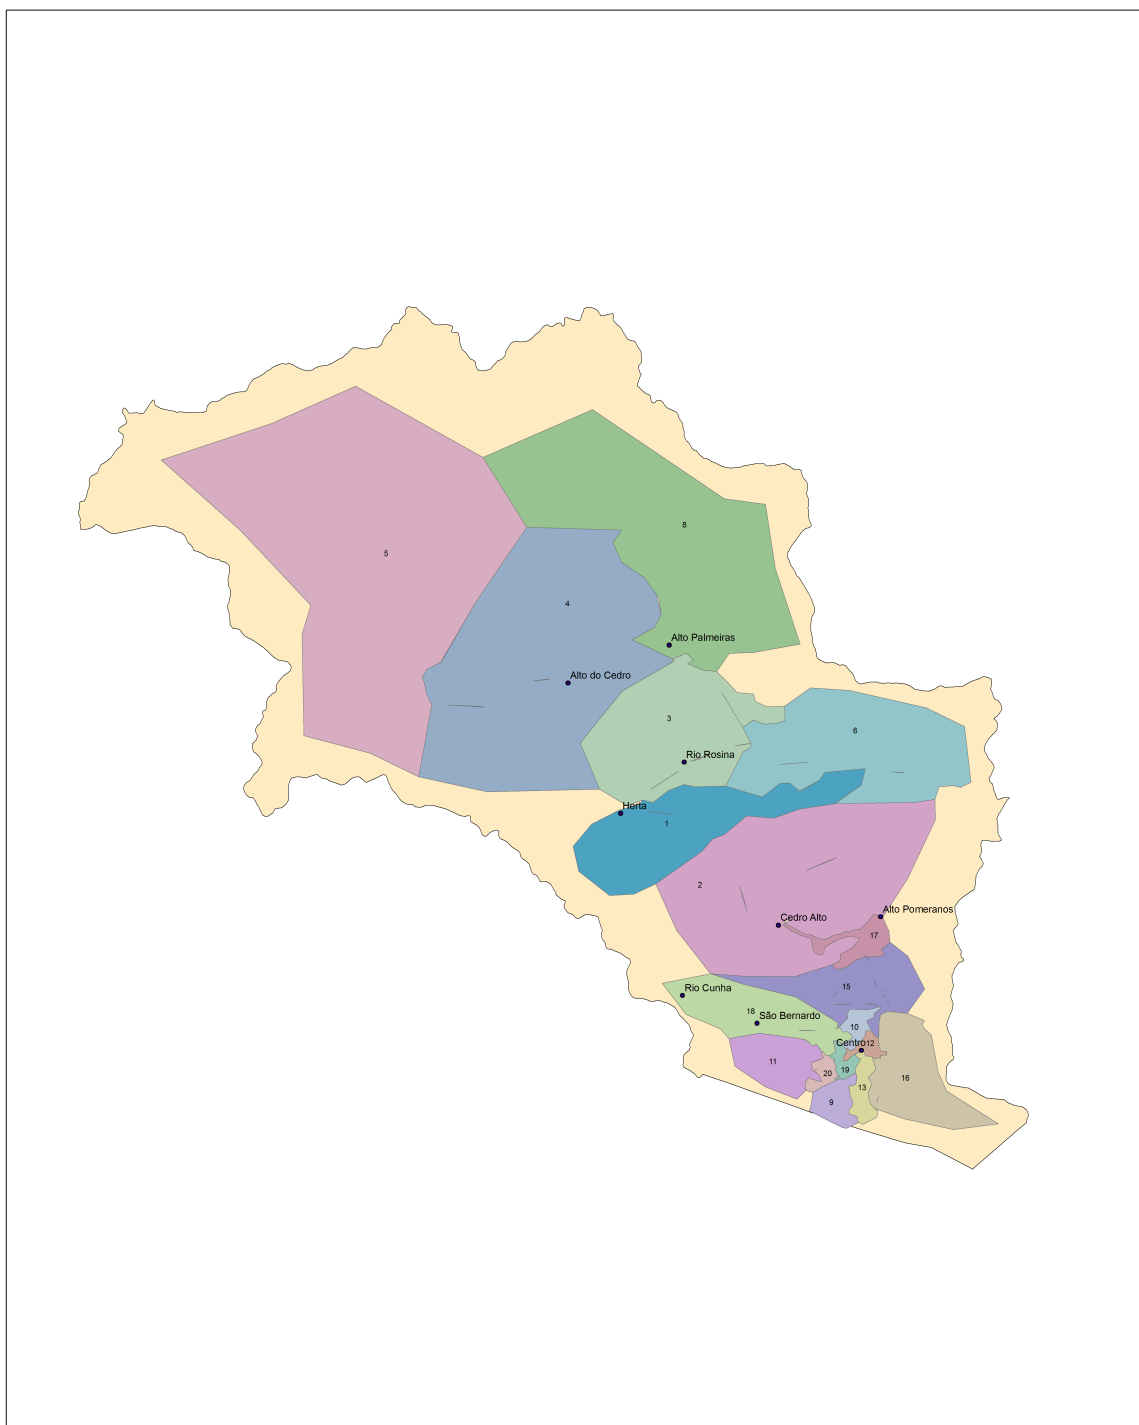 8
5
4
Alto Palmeiras
Alto do Cedro
3
6
Rio Rosina
Herta
1
2
Alto Pomeranos
Cedro Alto
17
15
Rio Cunha
18
São Bernardo
10
Centro
12
11
19
20
16
13
9